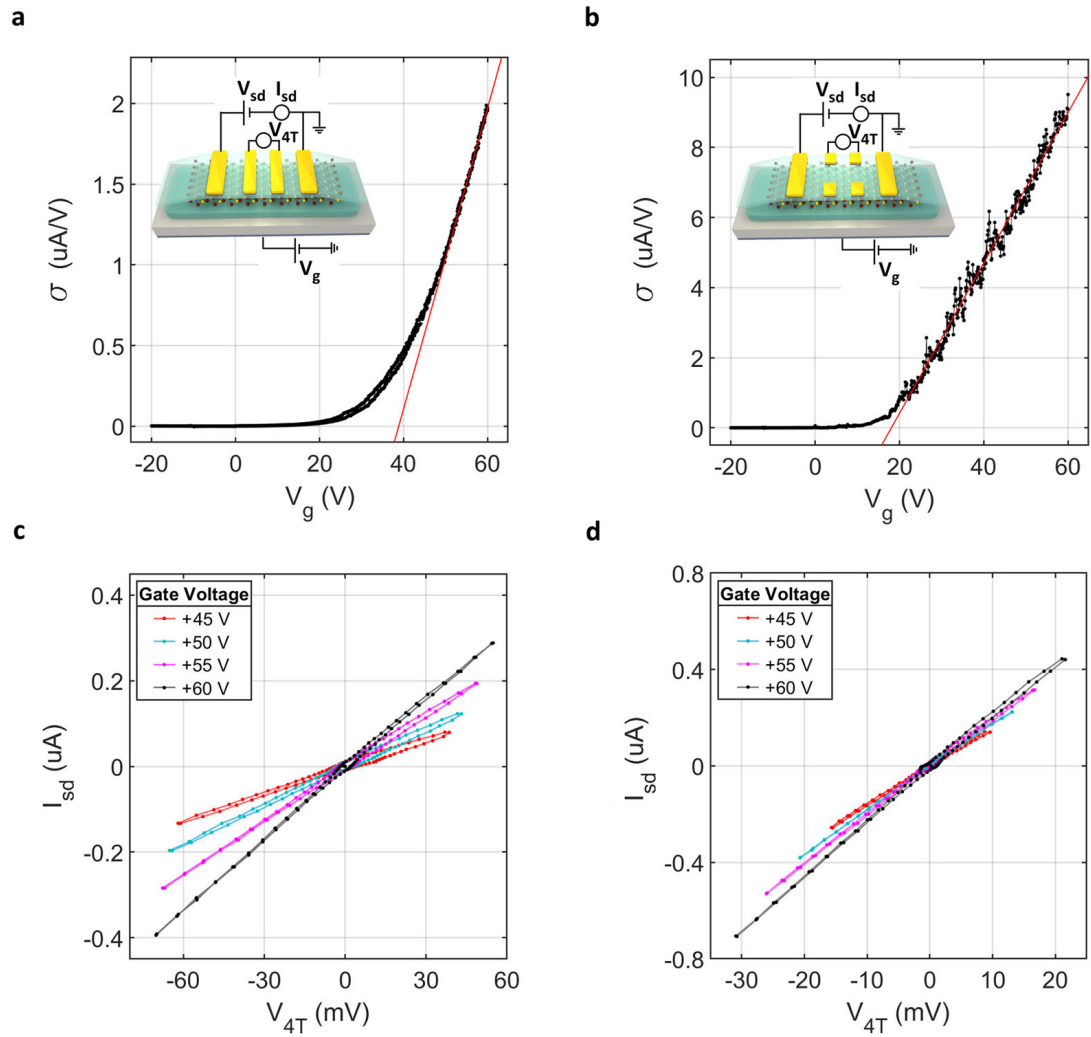 a
σ (uA/V)
2
1.5
1
0.5
0
-20 0 20 40 60
V_g (V)
V_sd I_sd
V_4T
V_g
b
σ (uA/V)
10
8
6
4
2
0
-20 0 20 40 60
V_g (V)
V_sd I_sd
V_4T
V_g
c
I_sd (uA)
0.4
0.2
0
-0.2
-0.4
-60 -30 0 30 60
V_4T (mV)
Gate Voltage
+45 V
+50 V
+55 V
+60 V
d
I_sd (uA)
0.8
0.4
0
-0.4
-0.8
-30 -20 -10 0 10 20
V_4T (mV)
Gate Voltage
+45 V
+50 V
+55 V
+60 V